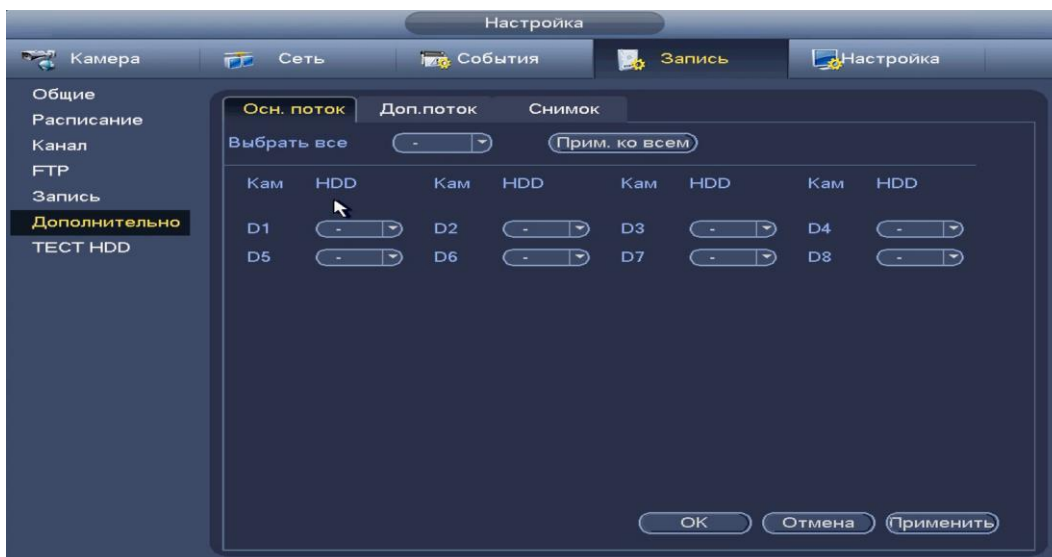 Настройка
Камера Сеть События Запись Настройка
Общие
Расписание
Канал
FTP
Запись
Дополнительно
ТЕСТ HDD
Осн. поток Доп.поток Снимок
Выбрать все - Прим. ко всем
Кам HDD Кам HDD Кам HDD Кам HDD
D1 - D2 - D3 - D4 -
D5 - D6 - D7 - D8 -
OK Отмена Применить